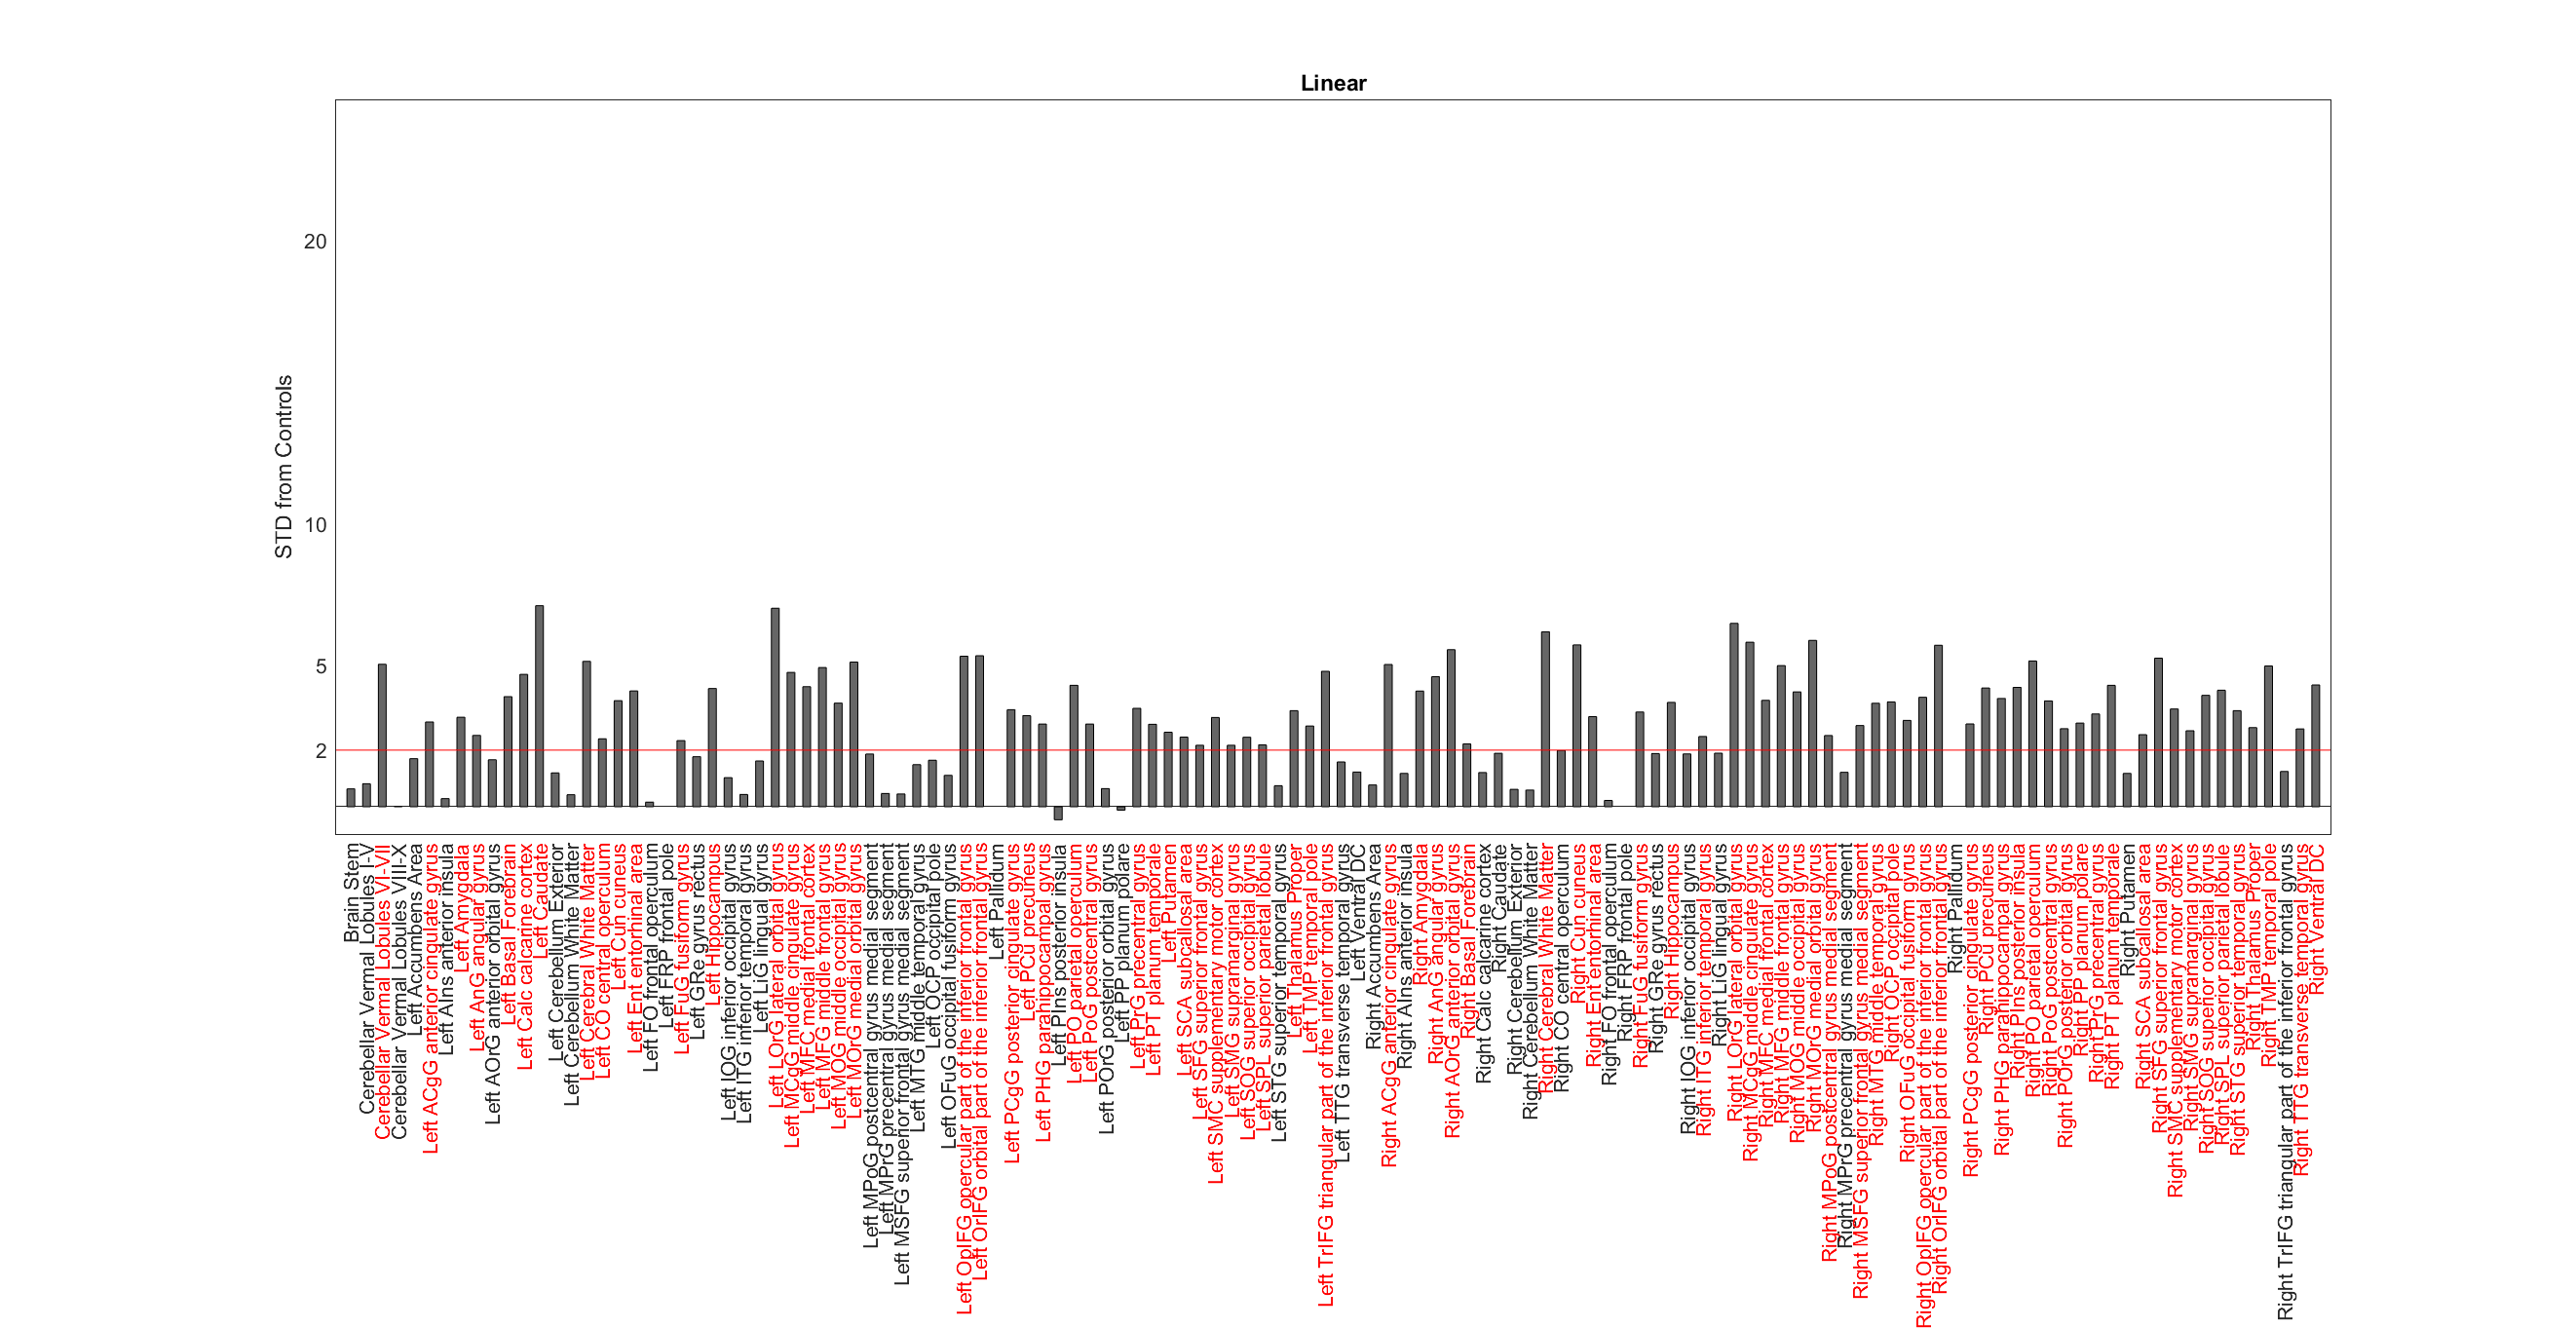 Linear
STD from Controls
20
10
5
2
Brain Stem
Cerebellar Vermal Lobules I-V
Cerebellar Vermal Lobules VI-VII
Cerebellar Vermal Lobules VIII-X
Left Accumbens Area
Left ACgG anterior cingulate gyrus
Left AIns anterior insula
Left Amygdala
Left AnG angular gyrus
Left AOrG anterior orbital gyrus
Left Basal Forebrain
Left Calc calcarine cortex
Left Caudate
Left Cerebellum Exterior
Left Cerebellum White Matter
Left Cerebral White Matter
Left CO central operculum
Left Cun cuneus
Left Ent entorhinal area
Left FO frontal operculum
Left FRP frontal pole
Left FuG fusiform gyrus
Left GRe gyrus rectus
Left Hippocampus
Left IOG inferior occipital gyrus
Left ITG inferior temporal gyrus
Left LiG lingual gyrus
Left LOrG lateral orbital gyrus
Left MCgG middle cingulate gyrus
Left MFC medial frontal cortex
Left MFG middle frontal gyrus
Left MOG middle occipital gyrus
Left MOrG medial orbital gyrus
Left MPoG postcentral gyrus medial segment
Left MPrG precentral gyrus medial segment
Left MSFG superior frontal gyrus medial segment
Left MTG middle temporal gyrus
Left OCP occipital pole
Left OFuG occipital fusiform gyrus
Left OpIFG opercular part of the inferior frontal gyrus
Left OrIFG orbital part of the inferior frontal gyrus
Left Pallidum
Left PCgG posterior cingulate gyrus
Left PCu precuneus
Left PHG parahippocampal gyrus
Left PIns posterior insula
Left PO parietal operculum
Left PoG postcentral gyrus
Left POrG posterior orbital gyrus
Left PP planum polare
Left PrG precentral gyrus
Left PT planum temporale
Left Putamen
Left SCA subcallosal area
Left SFG superior frontal gyrus
Left SMC supplementary motor cortex
Left SMG supramarginal gyrus
Left SOG superior occipital gyrus
Left SPL superior parietal lobule
Left STG superior temporal gyrus
Left Thalamus Proper
Left TMP temporal pole
Left TrIFG triangular part of the inferior frontal gyrus
Left TTG transverse temporal gyrus
Left Ventral DC
Right Accumbens Area
Right ACgG anterior cingulate gyrus
Right AIns anterior insula
Right Amygdala
Right AnG angular gyrus
Right AOrG anterior orbital gyrus
Right Basal Forebrain
Right Calc calcarine cortex
Right Caudate
Right Cerebellum Exterior
Right Cerebellum White Matter
Right Cerebral White Matter
Right CO central operculum
Right Cun cuneus
Right Ent entorhinal area
Right FO frontal operculum
Right FRP frontal pole
Right FuG fusiform gyrus
Right GRe gyrus rectus
Right Hippocampus
Right IOG inferior occipital gyrus
Right ITG inferior temporal gyrus
Right LiG lingual gyrus
Right LOrG lateral orbital gyrus
Right MCgG middle cingulate gyrus
Right MFC medial frontal cortex
Right MFG middle frontal gyrus
Right MOG middle occipital gyrus
Right MOrG medial orbital gyrus
Right MPoG postcentral gyrus medial segment
Right MPrG precentral gyrus medial segment
Right MSFG superior frontal gyrus medial segment
Right MTG middle temporal gyrus
Right OCP occipital pole
Right OFuG occipital fusiform gyrus
Right OpIFG opercular part of the inferior frontal gyrus
Right OrIFG orbital part of the inferior frontal gyrus
Right Pallidum
Right PCgG posterior cingulate gyrus
Right PCu precuneus
Right PHG parahippocampal gyrus
Right PIns posterior insula
Right PO parietal operculum
Right PoG postcentral gyrus
Right POrG posterior orbital gyrus
Right PP planum polare
Right PrG precentral gyrus
Right PT planum temporale
Right Putamen
Right SCA subcallosal area
Right SFG superior frontal gyrus
Right SMC supplementary motor cortex
Right SMG supramarginal gyrus
Right SOG superior occipital gyrus
Right SPL superior parietal lobule
Right STG superior temporal gyrus
Right Thalamus Proper
Right TMP temporal pole
Right TrIFG triangular part of the inferior frontal gyrus
Right TTG transverse temporal gyrus
Right Ventral DC